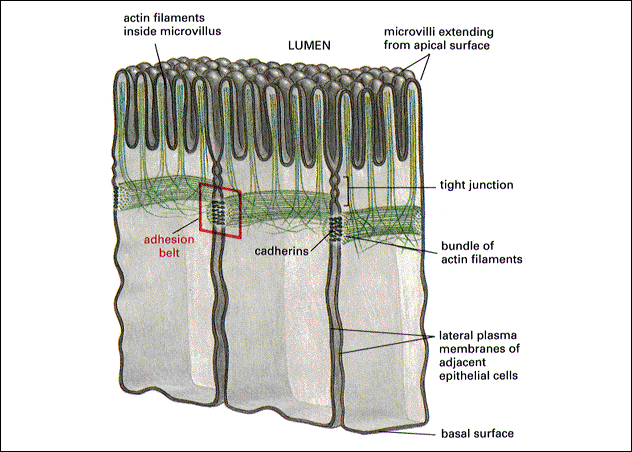 actin filaments
inside microvillus
LUMEN
microvilli extending
from apical surface
tight junction
adhesion
belt
cadherins
bundle of
actin filaments
lateral plasma
membranes of
adjacent
epithelial cells
basal surface